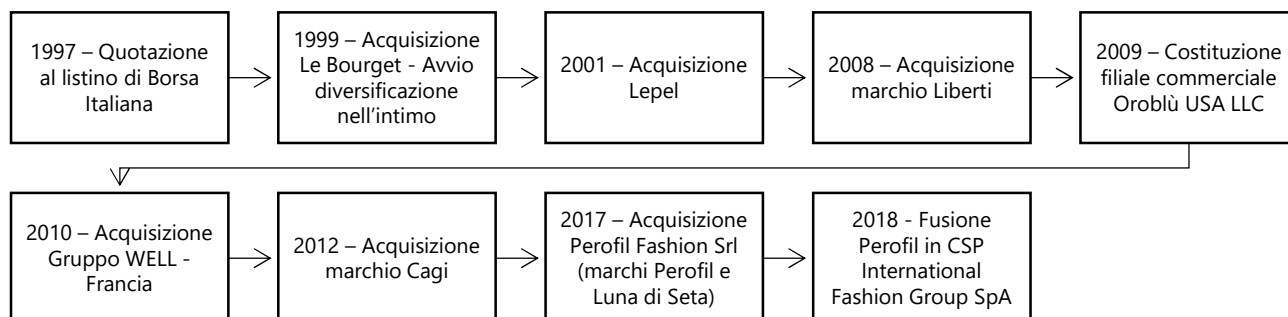 1997 – Quotazione
al listino di Borsa
Italiana
1999 – Acquisizione
Le Bourget - Avvio
diversificazione
nell’intimo
2001 – Acquisizione
Lepel
2008 – Acquisizione
marchio Liberti
2009 – Costituzione
filiale commerciale
Oroblù USA LLC
2010 – Acquisizione
Gruppo WELL -
Francia
2012 – Acquisizione
marchio Cagi
2017 – Acquisizione
Perofil Fashion Srl
(marchi Perofil e
Luna di Seta)
2018 - Fusione
Perofil in CSP
International
Fashion Group SpA